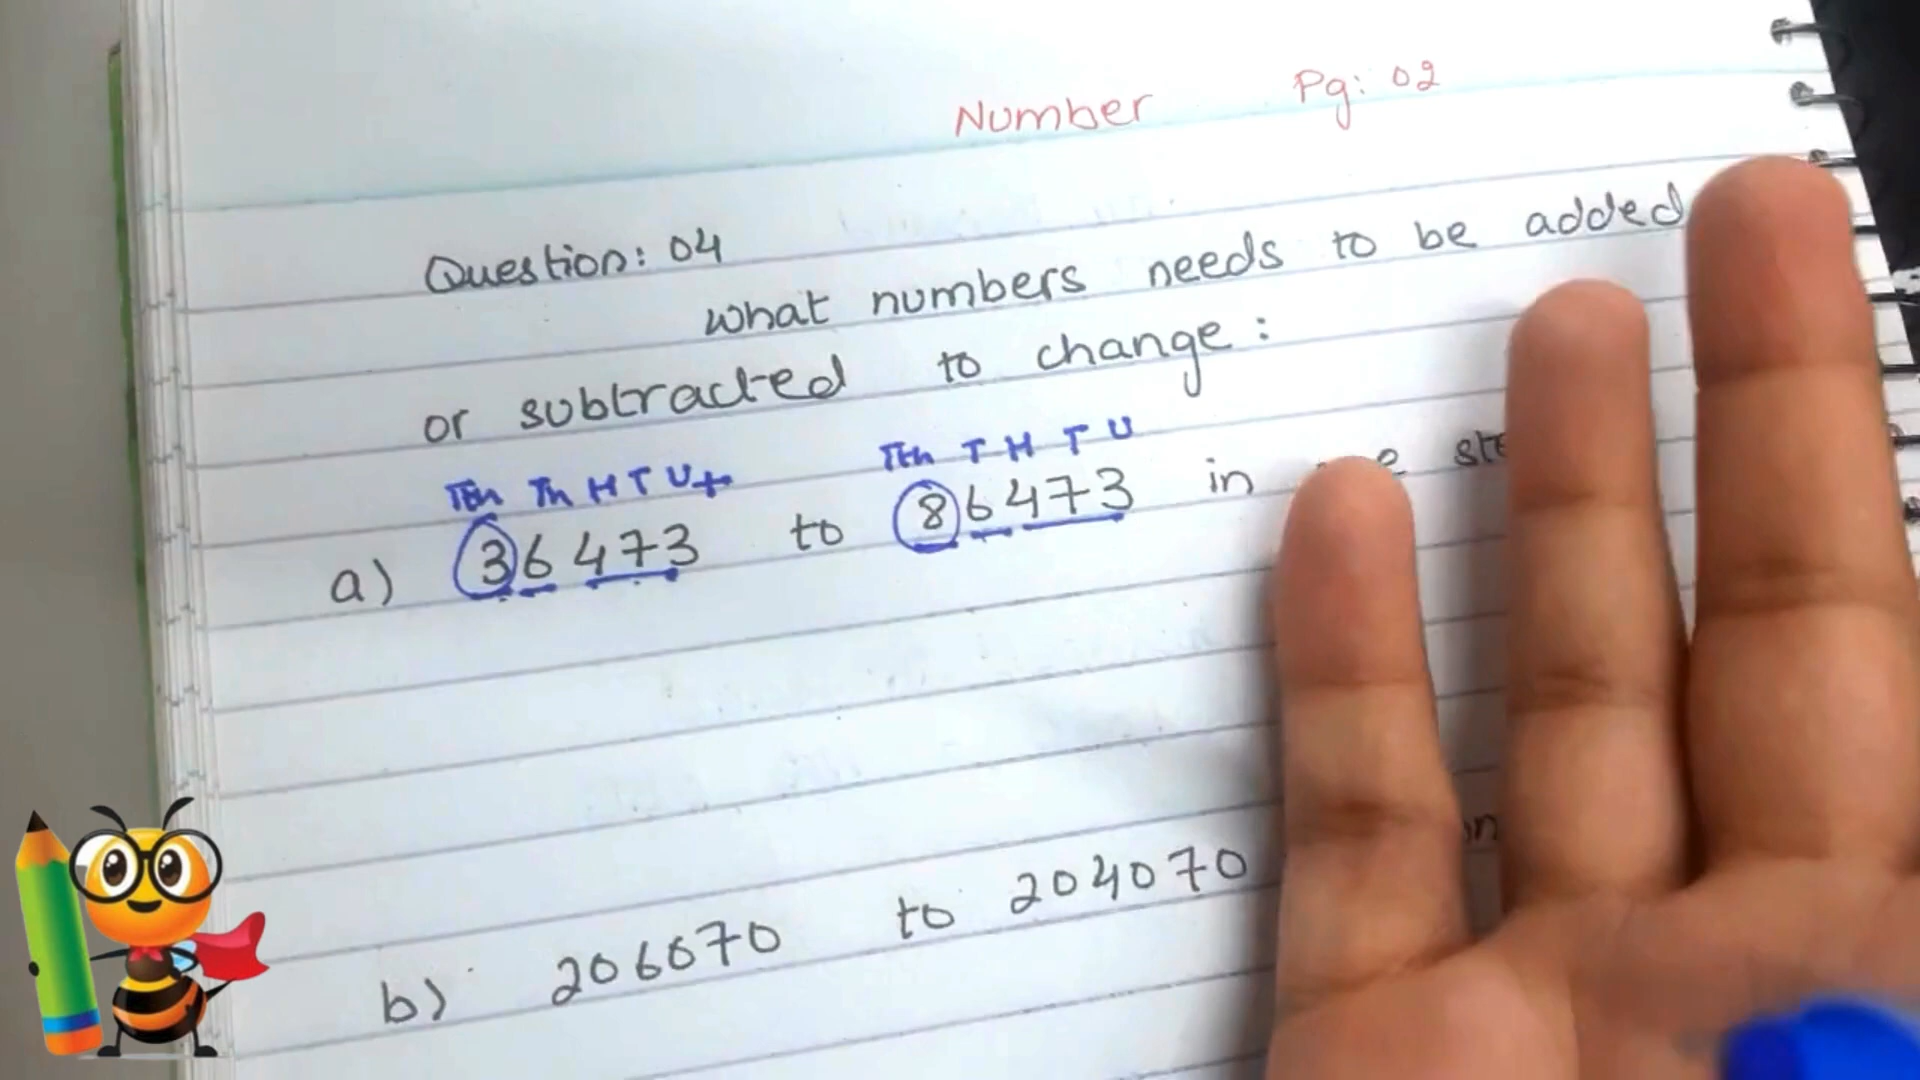 Number Pg: 02
Question: 04
What numbers needs to be added
or subtracted to change:
TTh Th H T U + TTh T H T U
a) 36473 to 86473 in
b) 206070 to 204070